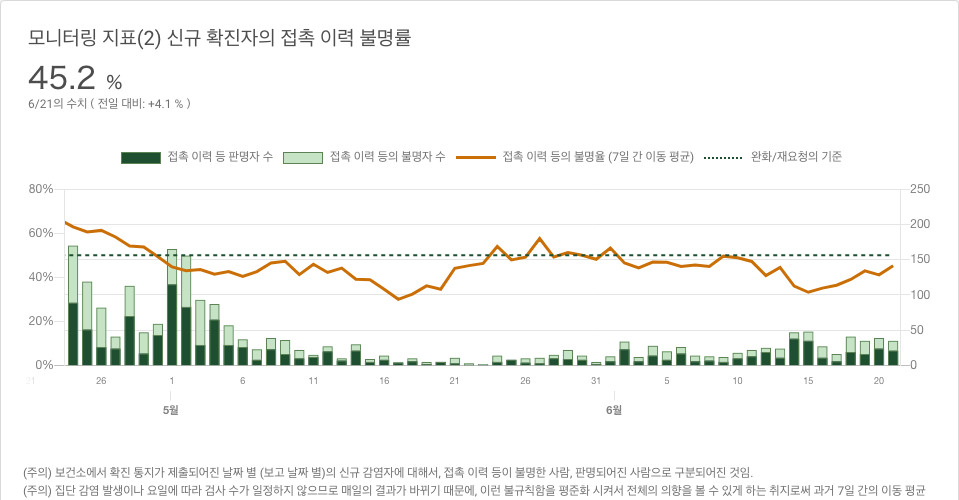 모니터링 지표(2) 신규 확진자의 접촉 이력 불명률
45.2 %
6/21의 수치 ( 전일 대비: +4.1 % )
접촉 이력 등 판명자 수 접촉 이력 등의 불명자 수 접촉 이력 등의 불명율 (7일 간 이동 평균) 완화/재요청의 기준
80% 250
200
60%
150
40%
100
20%
50
0% 0
21 26 1 6 11 16 21 26 31 5 10 15 20
5월 6월
(주의) 보건소에서 확진 통지가 제출되어진 날짜 별 (보고 날짜 별)의 신규 감염자에 대해서, 접촉 이력 등이 불명한 사람, 판명되어진 사람으로 구분되어진 것임.
(주의) 집단 감염 발생이나 요일에 따라 검사 수가 일정하지 않으므로 매일의 결과가 바뀌기 때문에, 이런 불규칙함을 평준화 시켜서 전체의 의향을 볼 수 있게 하는 취지로써 과거 7일 간의 이동 평균